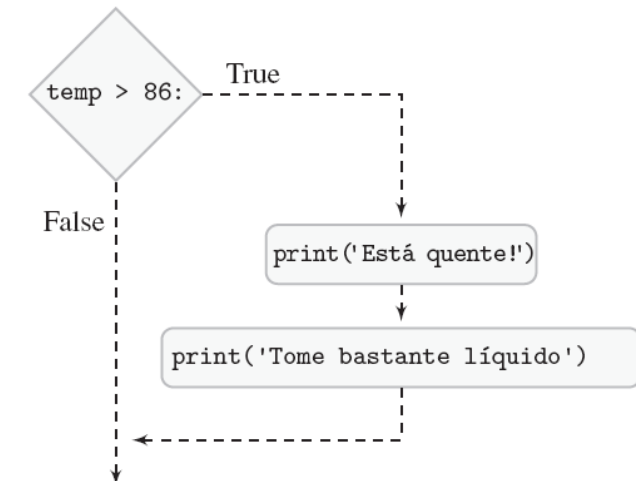 True
temp > 86:
False
print('Está quente!')
print('Tome bastante líquido')